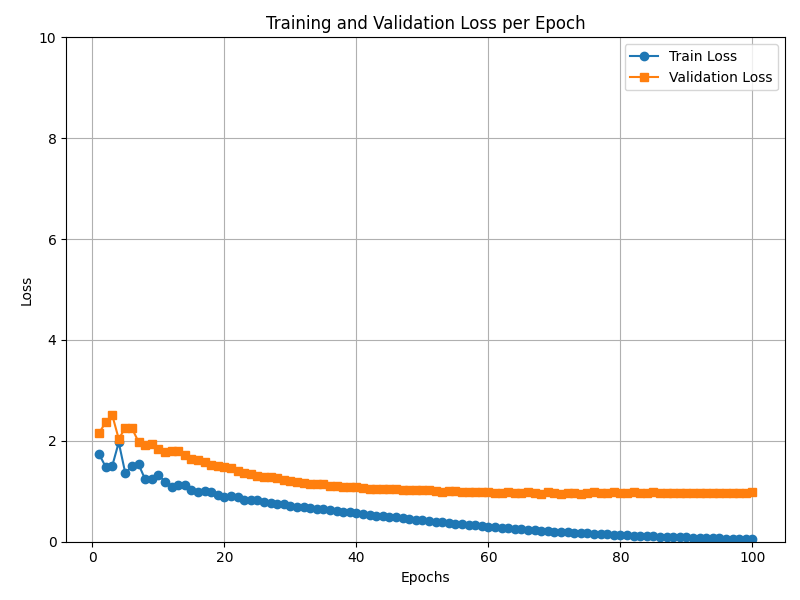 Training and Validation Loss per Epoch
Train Loss
Validation Loss
Loss
10
8
6
4
2
0
0 20 40 60 80 100
Epochs